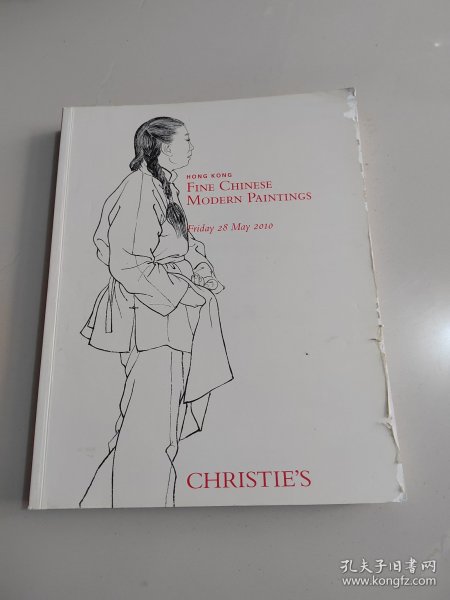 HONG KONG
FINE CHINESE
MODERN PAINTINGS
Friday 28 May 2010
CHRISTIE'S
孔夫子旧书网
www.kongfz.com